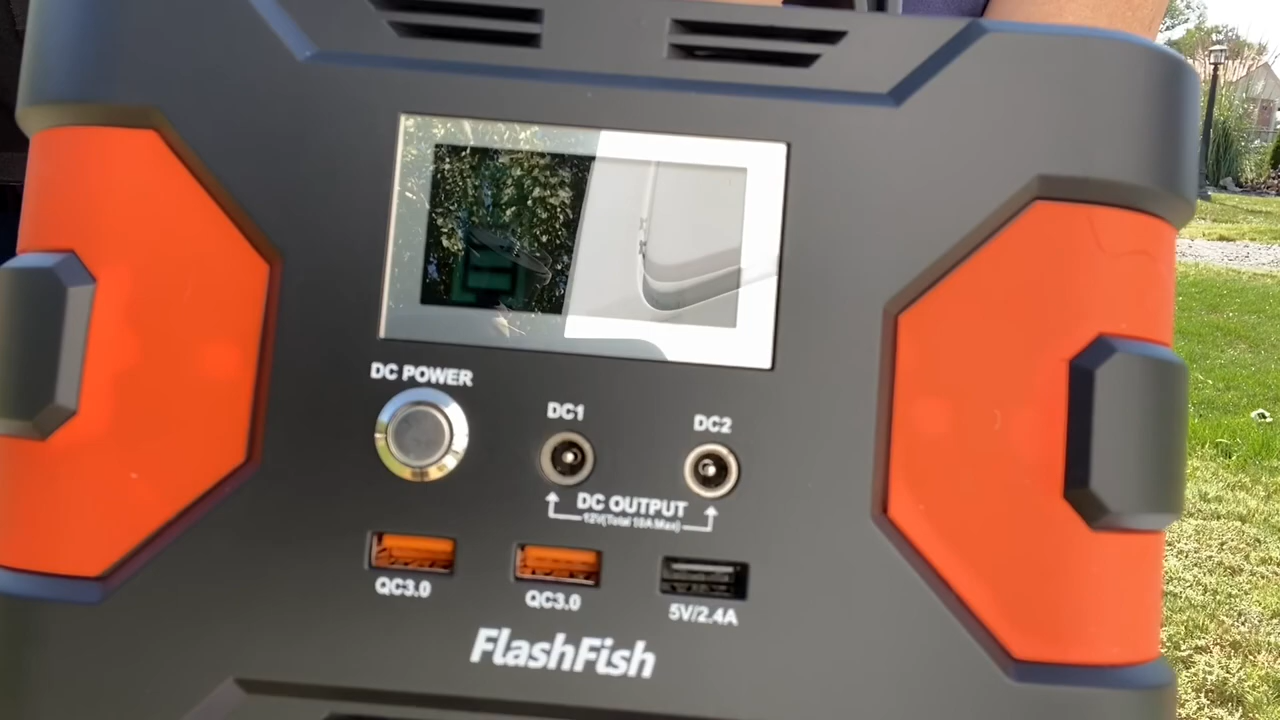 DC POWER
DC1
DC2
DC OUTPUT
12V(Total 10A Max)
QC3.0
QC3.0
5V/2.4A
FlashFish